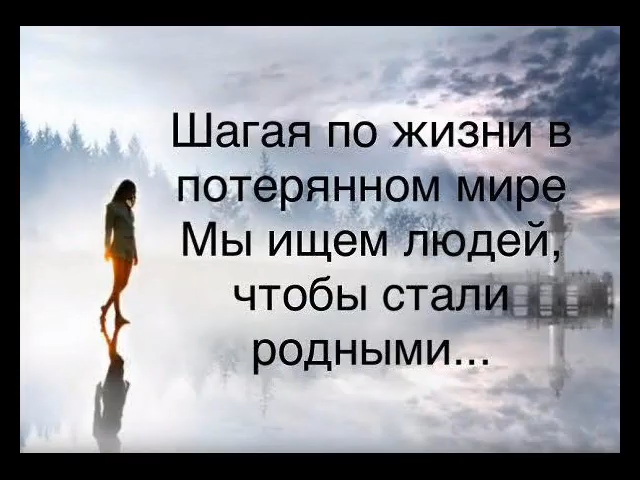 Шагая по жизни в
потерянном мире
Мы ищем людей,
чтобы стали
родными...